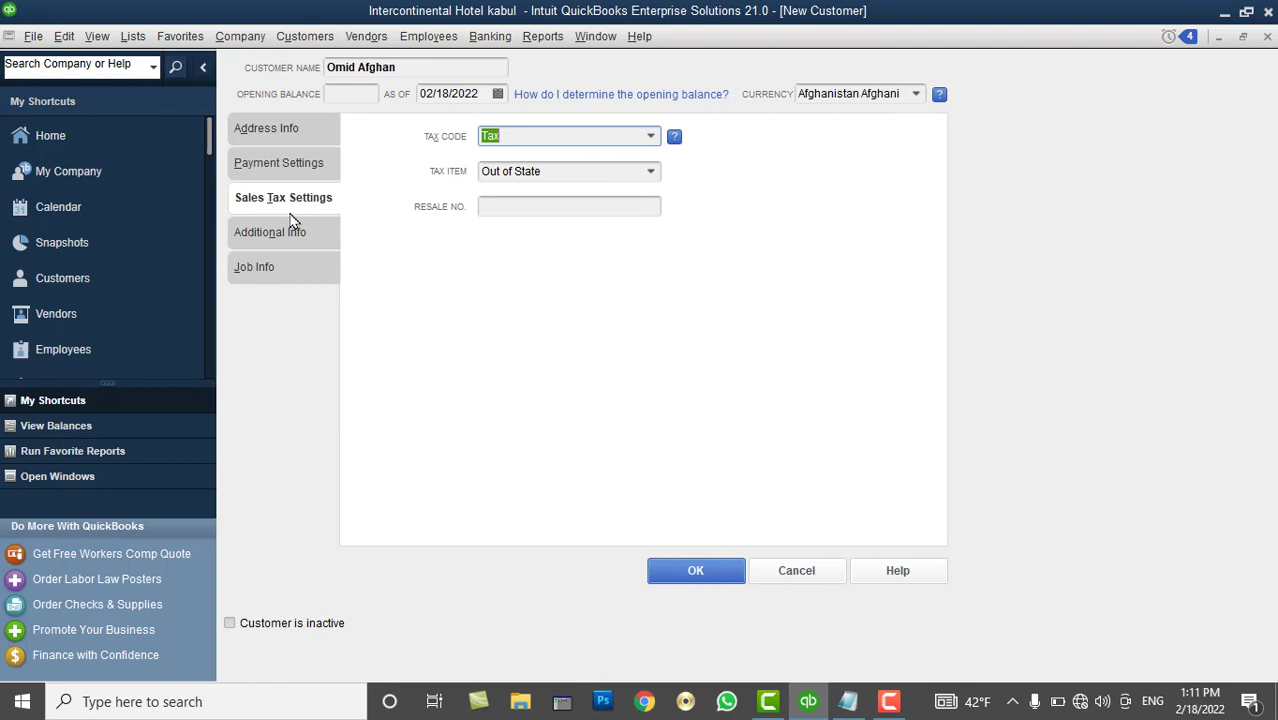 Intercontinental Hotel kabul - Intuit QuickBooks Enterprise Solutions 21.0 - [New Customer]
File Edit View Lists Favorites Company Customers Vendors Employees Banking Reports Window Help
4
Search Company or Help
My Shortcuts
Home
My Company
Calendar
Snapshots
Customers
Vendors
Employees
My Shortcuts
View Balances
Run Favorite Reports
Open Windows
Do More With QuickBooks
Get Free Workers Comp Quote
Order Labor Law Posters
Order Checks & Supplies
Promote Your Business
Finance with Confidence
CUSTOMER NAME Omid Afghan
OPENING BALANCE AS OF 02/18/2022 How do I determine the opening balance? CURRENCY Afghanistan Afghani ?
Address Info
Payment Settings
Sales Tax Settings
Additional Info
Job Info
TAX CODE Tax ?
TAX ITEM Out of State
RESALE NO.
OK Cancel Help
Customer is inactive
Type here to search
Ps
qb
42°F
ENG
1:11 PM
2/18/2022
1